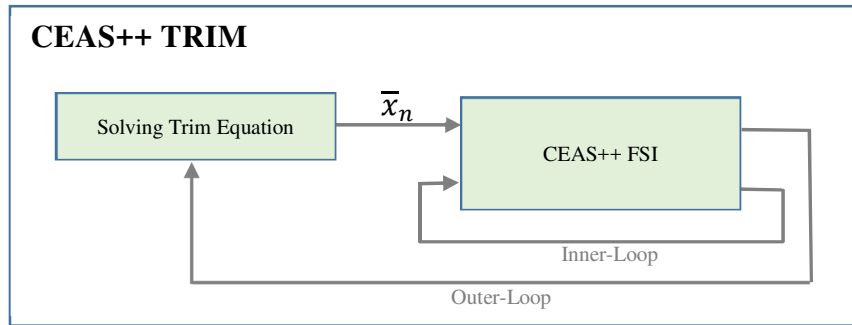 CEAS++ TRIM
x̅ₙ
Solving Trim Equation
CEAS++ FSI
Inner-Loop
Outer-Loop